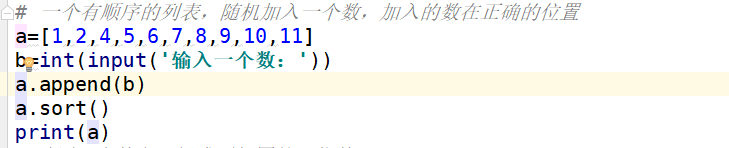 # 一个有顺序的列表，随机加入一个数，加入的数在正确的位置
a=[1,2,4,5,6,7,8,9,10,11]
b=int(input('输入一个数：'))
a.append(b)
a.sort()
print(a)